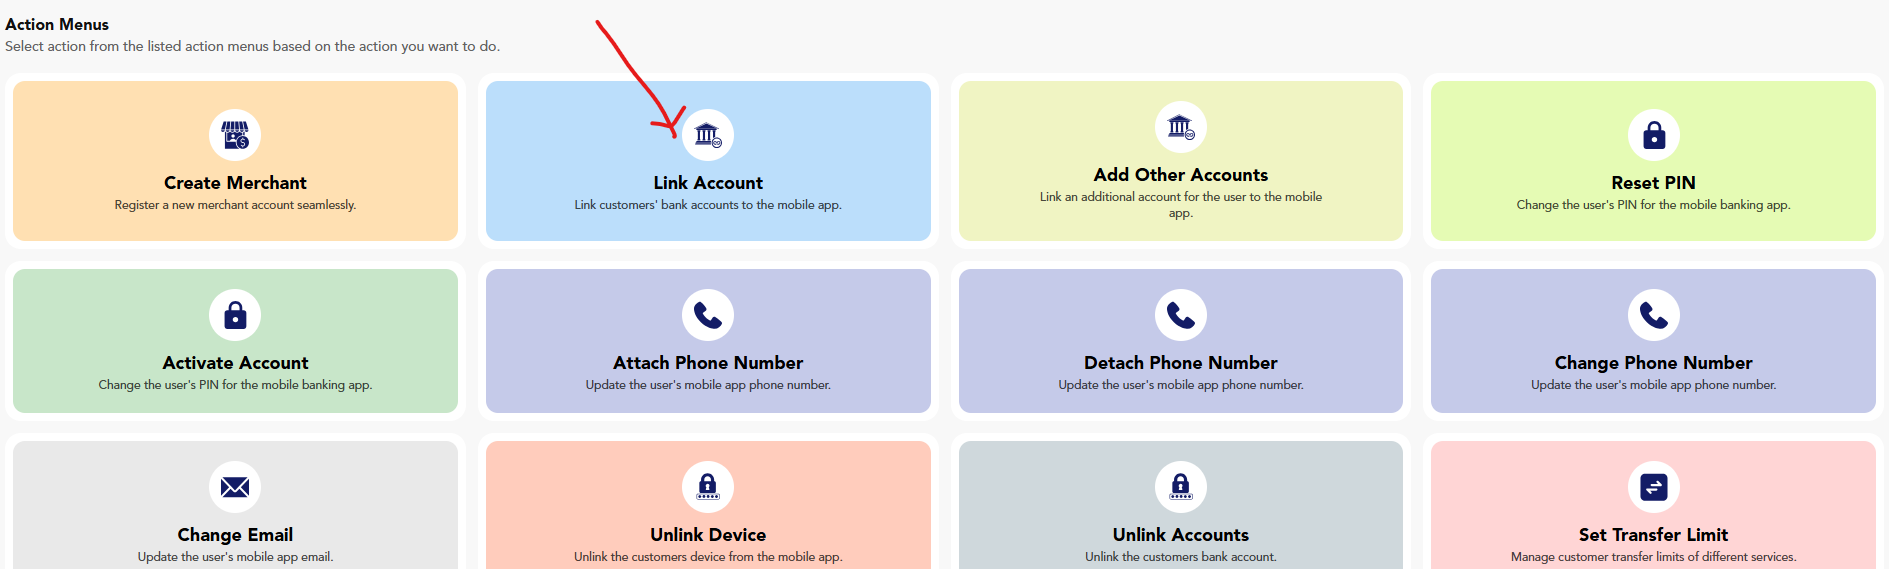 Action Menus
Select action from the listed action menus based on the action you want to do.
Create Merchant
Register a new merchant account seamlessly.
Link Account
Link customers' bank accounts to the mobile app.
Add Other Accounts
Link an additional account for the user to the mobile
app.
Reset PIN
Change the user's PIN for the mobile banking app.
Activate Account
Change the user's PIN for the mobile banking app.
Attach Phone Number
Update the user's mobile app phone number.
Detach Phone Number
Update the user's mobile app phone number.
Change Phone Number
Update the user's mobile app phone number.
Change Email
Update the user's mobile app email.
Unlink Device
Unlink the customers device from the mobile app.
Unlink Accounts
Unlink the customers bank account.
Set Transfer Limit
Manage customer transfer limits of different services.